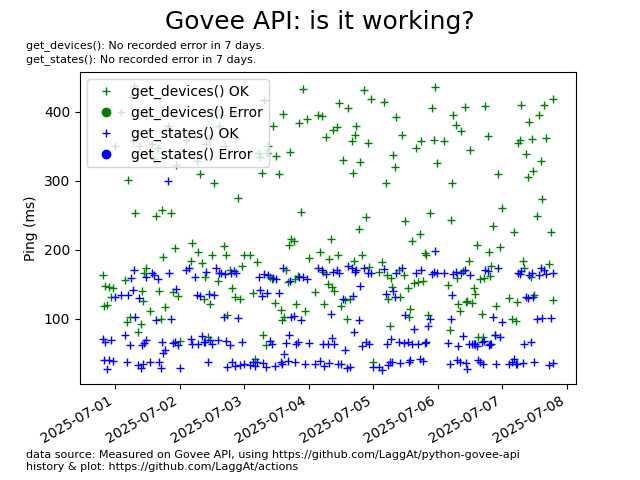 Govee API: is it working?
get_devices(): No recorded error in 7 days.
get_states(): No recorded error in 7 days.
get_devices() OK
get_devices() Error
get_states() OK
get_states() Error
Ping (ms)
400
300
200
100
2025-07-01
2025-07-02
2025-07-03
2025-07-04
2025-07-05
2025-07-06
2025-07-07
2025-07-08
data source: Measured on Govee API, using https://github.com/LaggAt/python-govee-api
history & plot: https://github.com/LaggAt/actions